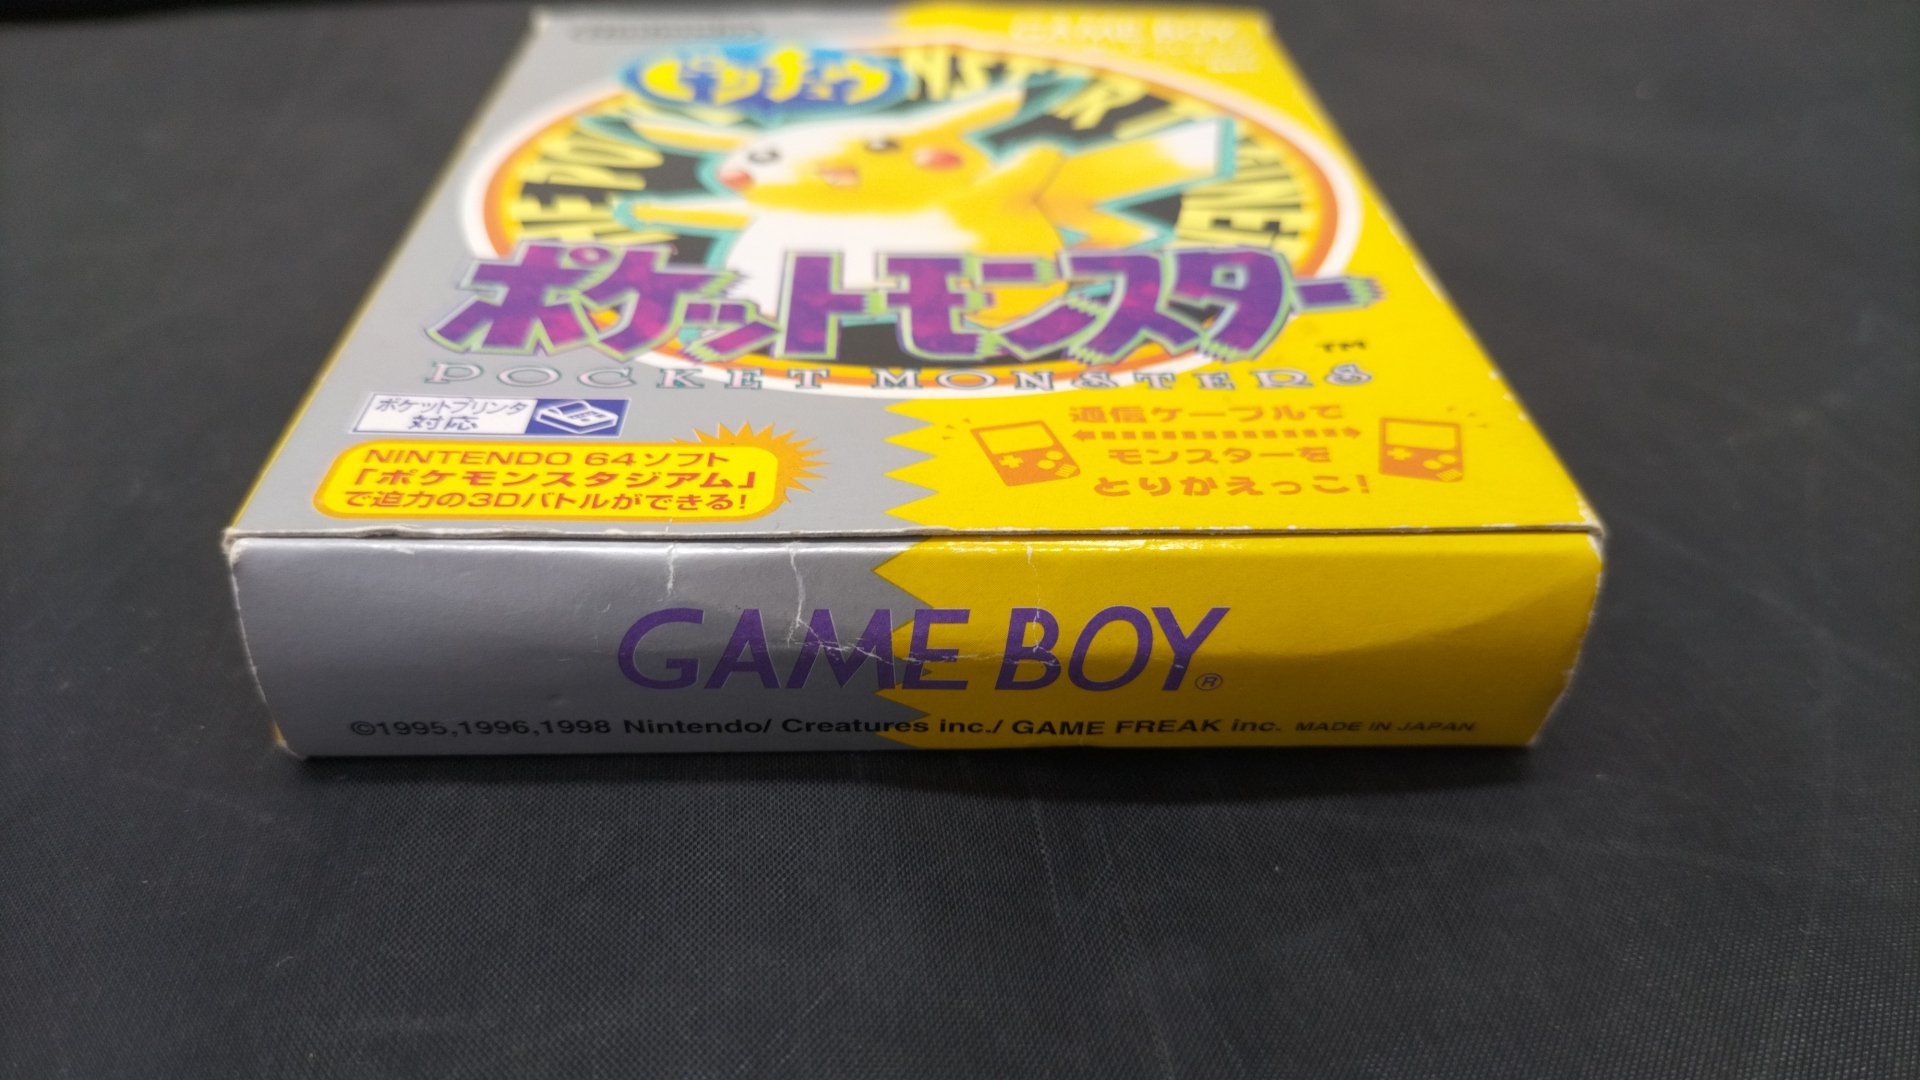 GAME BOY
ピカチュウ
ポケットモンスター
TM
POCKET MONSTERS
ポケットプリンタ
対応
NINTENDO 64ソフト
「ポケモンスタジアム」
で迫力の3Dバトルができる!
通信ケーブルで
モンスターを
とりかえっこ!
GAME BOY®
©1995,1996,1998 Nintendo/ Creatures inc./ GAME FREAK inc. MADE IN JAPAN